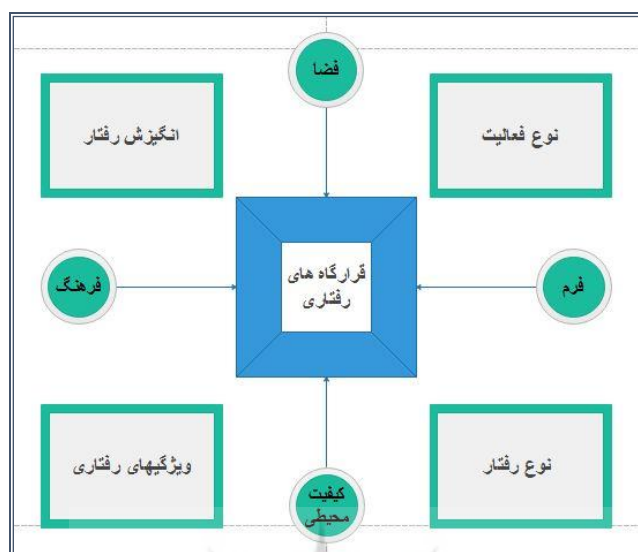 فضا
نوع فعالیت
انگیزش رفتار
قرارگاه های
رفتاری
فرم
فرهنگ
نوع رفتار
ویژگیهای رفتاری
کیفیت
محیطی